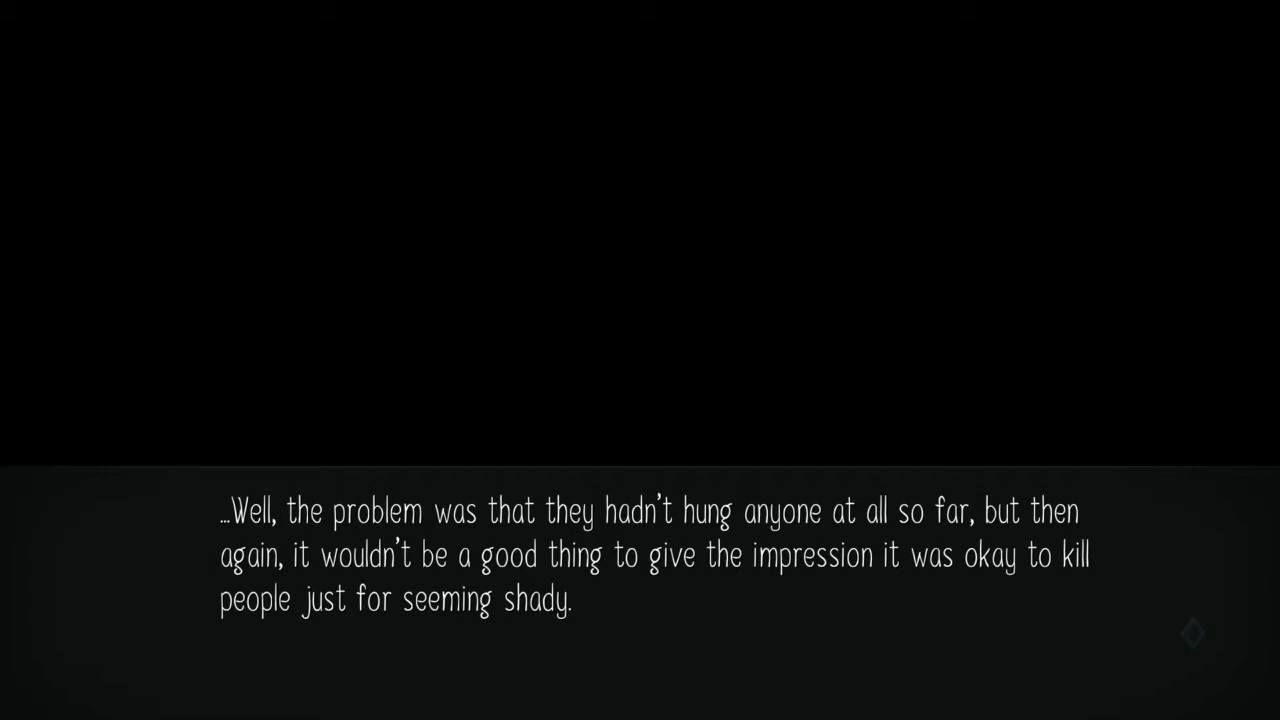 ...Well, the problem was that they hadn't hung anyone at all so far, but then
again, it wouldn't be a good thing to give the impression it was okay to kill
people just for seeming shady.